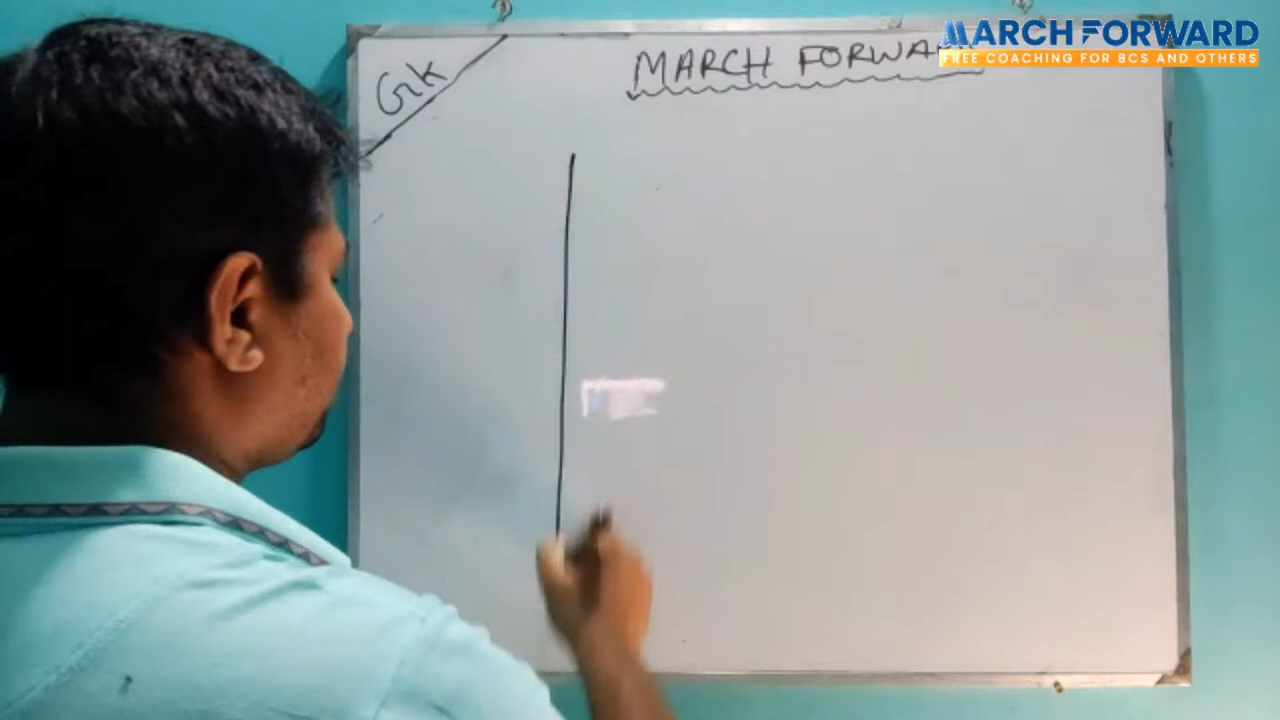 GK
MARCH FORWA
MARCH FORWARD
FREE COACHING FOR BCS AND OTHERS